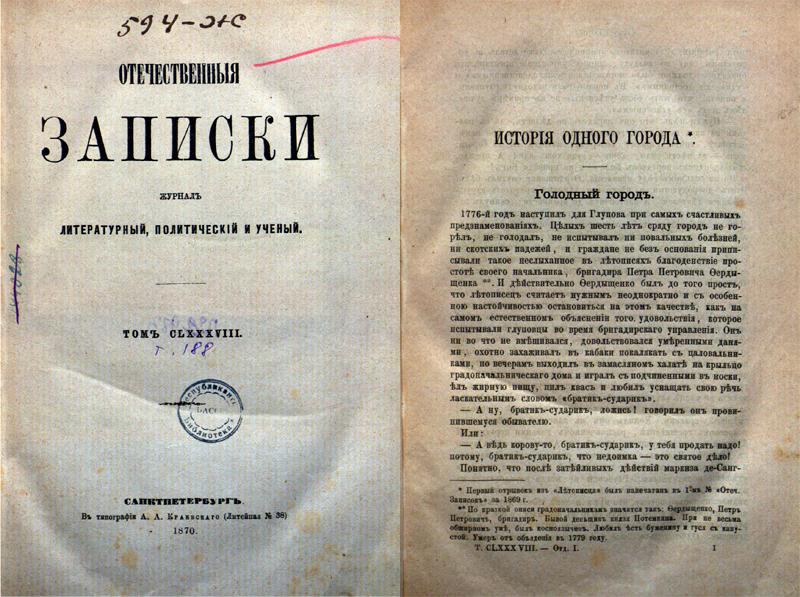 594-Ж
ОТЕЧЕСТВЕННЫЯ
ЗАПИСКИ
ЖУРНАЛЪ
ЛИТЕРАТУРНЫЙ, ПОЛИТИЧЕСКІЙ И УЧЕНЫЙ.
ТОМЪ CLXXXVIII.
т. 188
Библиотека
САНКТПЕТЕРБУРГЪ.
Въ типографіи А. А. Краевскаго (Литейная № 38)
1870.
ИСТОРІЯ ОДНОГО ГОРОДА *.
Голодный городъ.
1776-й годъ наступилъ для Глупова при самыхъ счастливыхъ
предзнаменованіяхъ. Цѣлыхъ шесть лѣтъ сряду городъ не го-
рѣлъ, не голодалъ, не испытывалъ ни повальныхъ болѣзней,
ни скотскихъ падежей, и граждане не безъ основанія припи-
сывали такое неслыханное въ лѣтописяхъ благоденствіе про-
стотѣ своего начальника, бригадира Петра Петровича Ѳерды-
щенка **. И дѣйствительно Ѳердыщенко былъ до того простъ,
что лѣтописецъ считаетъ нужнымъ неоднократно и съ особен-
ною настойчивостью остановиться на этомъ качествѣ, какъ на
самомъ естественномъ объясненіи того удовольствія, которое
испытывали глуповцы во время бригадирскаго управленія. Онъ
ни во что не вмѣшивался, довольствовался умѣренными даня-
ми, охотно захаживалъ въ кабаки покалякать съ цаловальни-
ками, по вечерамъ выходилъ въ замасляномъ халатѣ на крыльцо
градоначальническаго дома и игралъ съ подчиненными въ носки,
ѣлъ жирную пищу, пилъ квасъ и любилъ уснащать свою рѣчь
ласкательнымъ словомъ «братикъ-сударикъ».
— А ну, братикъ-сударикъ, ложись! говорилъ онъ прови-
нившемуся обывателю.
Или:
— А вѣдь корову-то, братикъ-сударикъ, у тебя продать надо!
потому, братикъ-сударикъ, что недоимка — это святое дѣло!
Понятно, что послѣ затѣйливыхъ дѣйствій маркиза де-Санг-
* Первый отрывокъ изъ «Лѣтописца» былъ напечатанъ въ 1-мъ № «Отеч.
Записокъ» за 1869 г.
** По краткой описи градоначальникамъ значится такъ: Ѳердыщенко, Петръ
Петровичъ, бригадиръ. Бывой денщикъ князя Потемкина. При не весьма
обширномъ умѣ, былъ косноязыченъ. Любилъ ѣсть буженину и гуся съ капу-
стой. Умеръ отъ объяденія въ 1779 году.
Т. CLXXXVIII. — Отд. I. 1